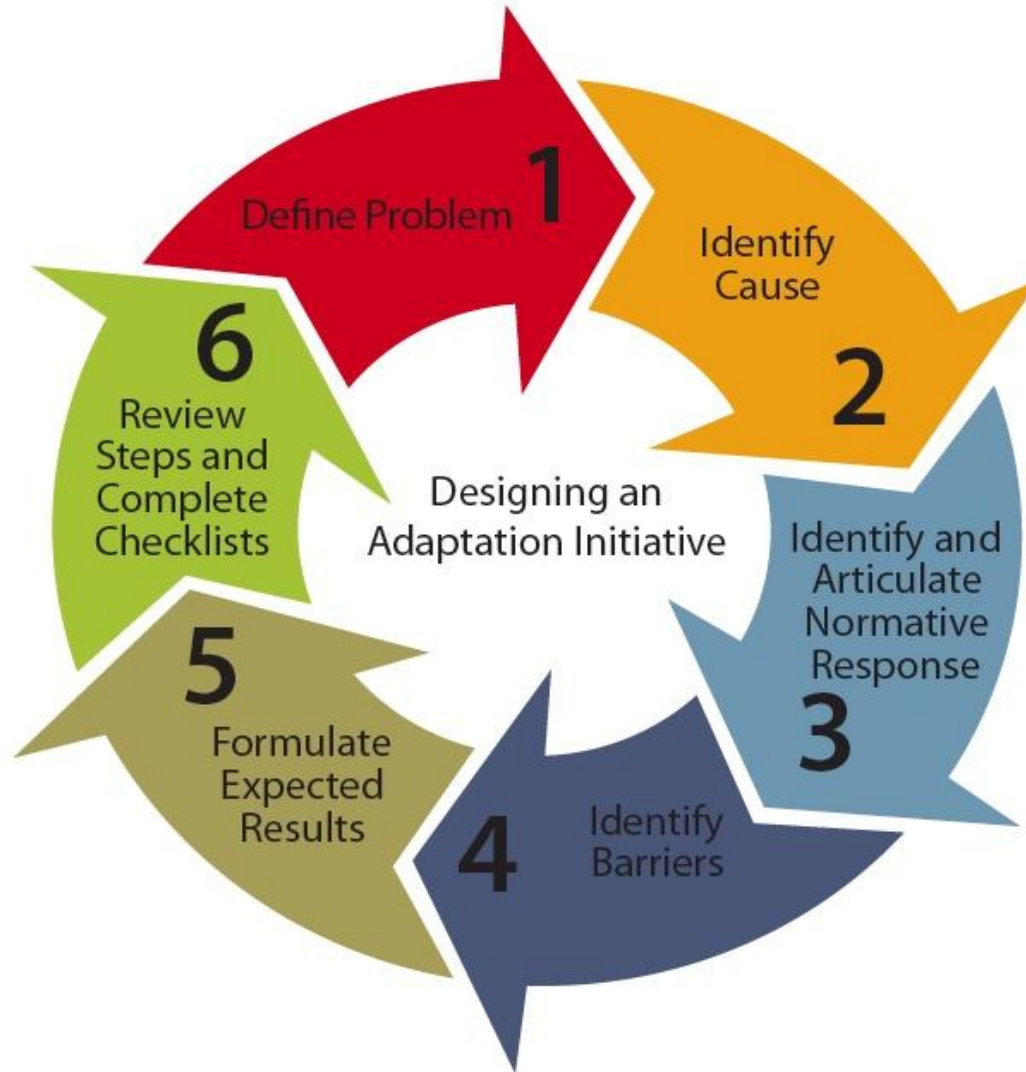 Designing an
Adaptation Initiative
Define Problem 1
Identify
Cause
2
Identify and
Articulate
Normative
Response
3
Identify
Barriers
4
5
Formulate
Expected
Results
6
Review
Steps and
Complete
Checklists